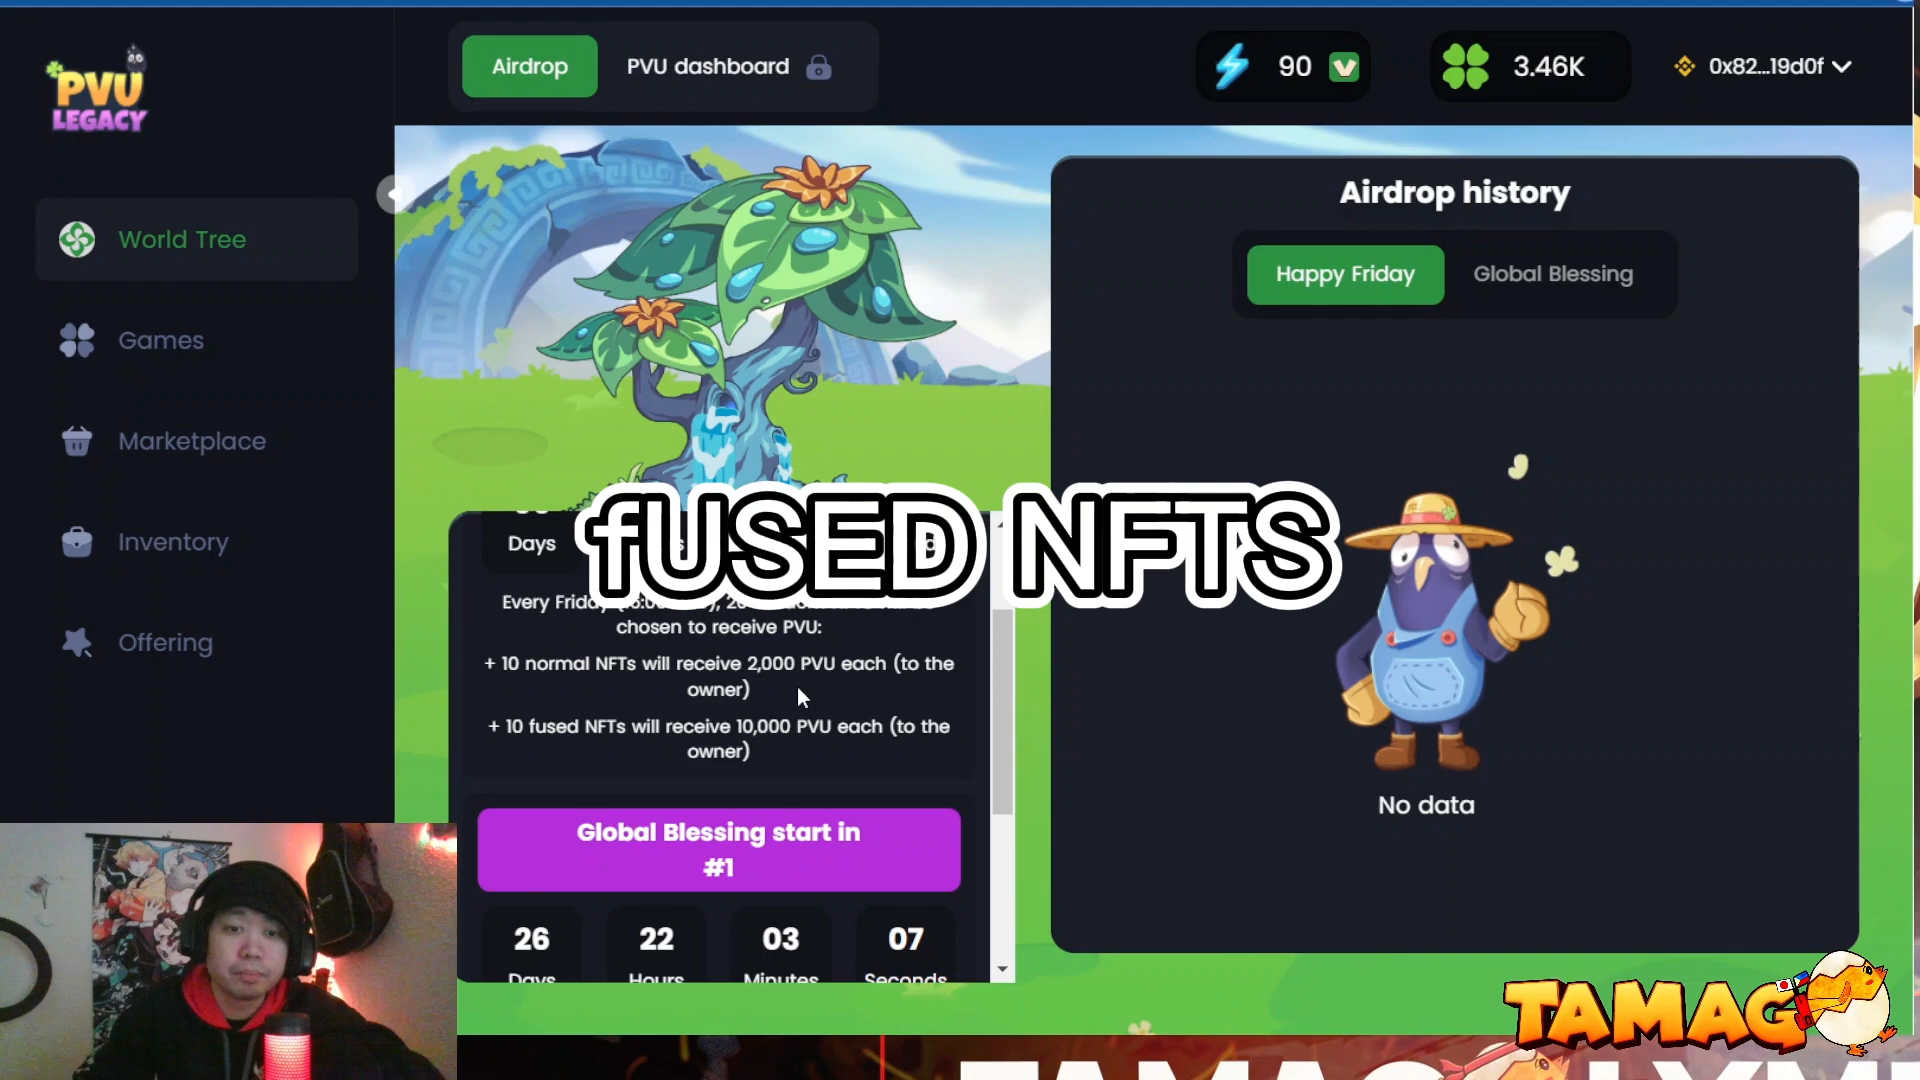 PVU
LEGACY
Airdrop
PVU dashboard
90
3.46K
0x82...19d0f
World Tree
Games
Marketplace
Inventory
Offering
Airdrop history
Happy Friday
Global Blessing
No data
fUSED NFTS
Days
Every Friday
chosen to receive PVU:
+ 10 normal NFTs will receive 2,000 PVU each (to the
owner)
+ 10 fused NFTs will receive 10,000 PVU each (to the
owner)
Global Blessing start in
#1
26
22
03
07
Days
Hours
Minutes
Seconds
TAMAGO